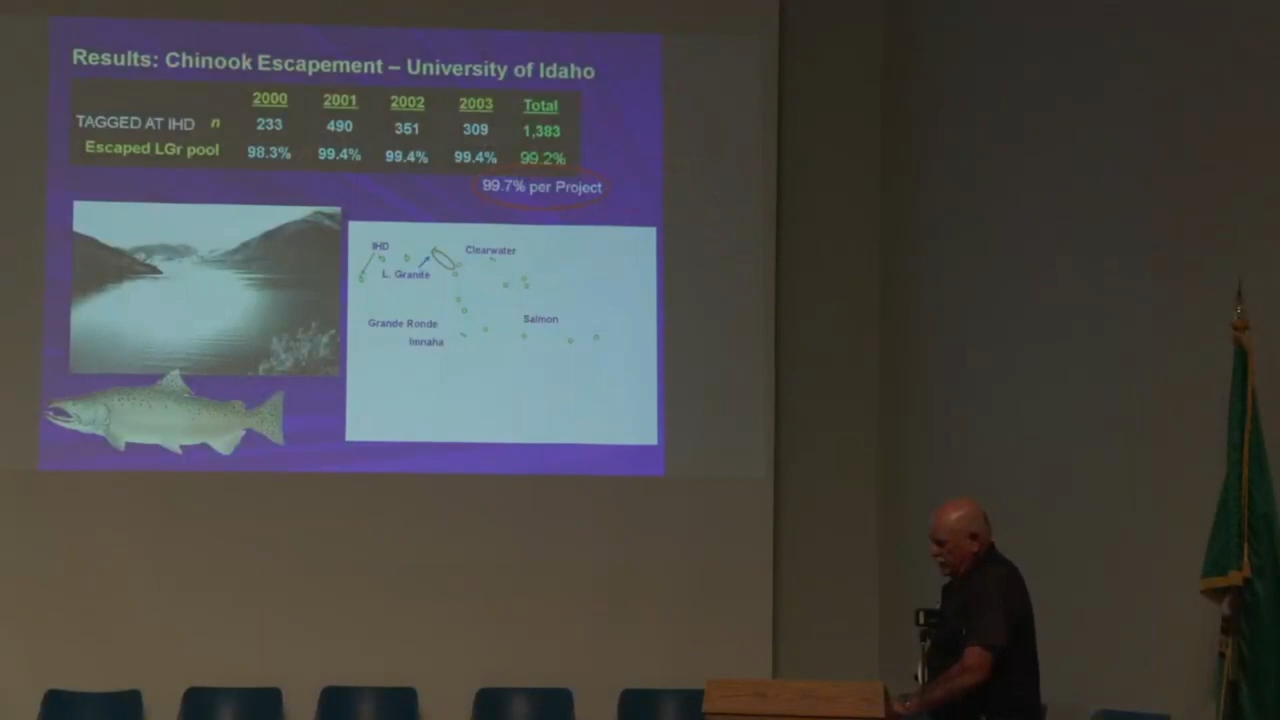 Results: Chinook Escapement – University of Idaho
2000 2001 2002 2003 Total
TAGGED AT IHD n 233 490 351 309 1,383
Escaped LGr pool 98.3% 99.4% 99.4% 99.4% 99.2%
99.7% per Project
IHD
Clearwater
L. Granite
Grande Ronde
Salmon
Imnaha